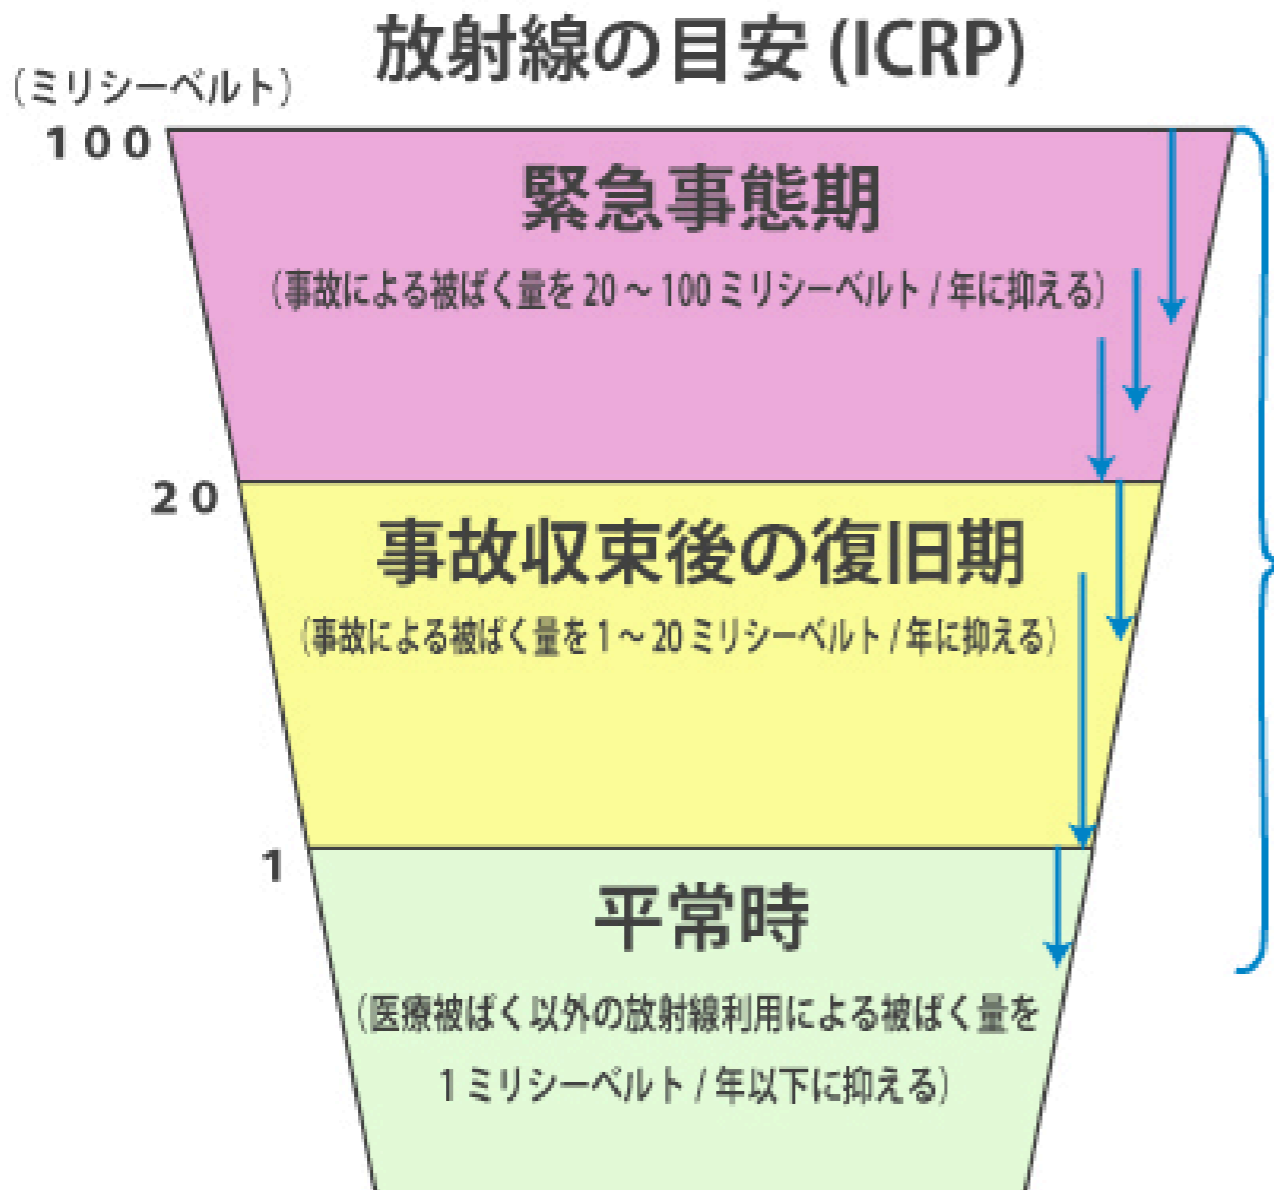 放射線の目安 (ICRP)
(ミリシーベルト)
100
緊急事態期
(事故による被ばく量を 20 ~ 100 ミリシーベルト / 年に抑える)
20
事故収束後の復旧期
(事故による被ばく量を 1 ~ 20 ミリシーベルト / 年に抑える)
1
平常時
(医療被ばく以外の放射線利用による被ばく量を
1 ミリシーベルト / 年以下に抑える)